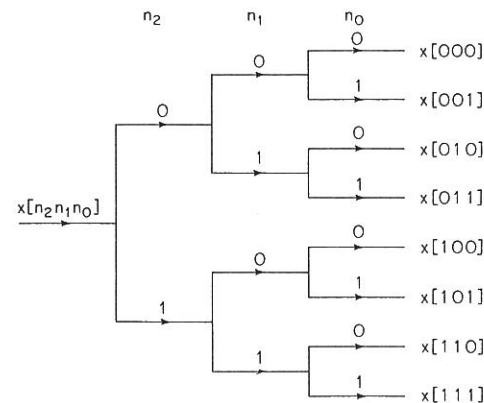 n₂ n₁ n₀
0 x[000]
0
1 x[001]
0
0 x[010]
1
1 x[011]
x[n₂n₁n₀]
0 x[100]
0
1 x[101]
1
0 x[110]
1
1 x[111]